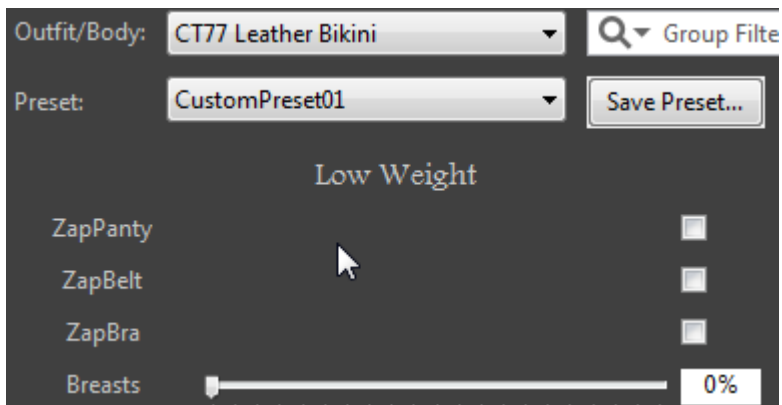 Outfit/Body: CT77 Leather Bikini Group Filte
Preset: CustomPreset01 Save Preset...
Low Weight
ZapPanty
ZapBelt
ZapBra
Breasts 0%